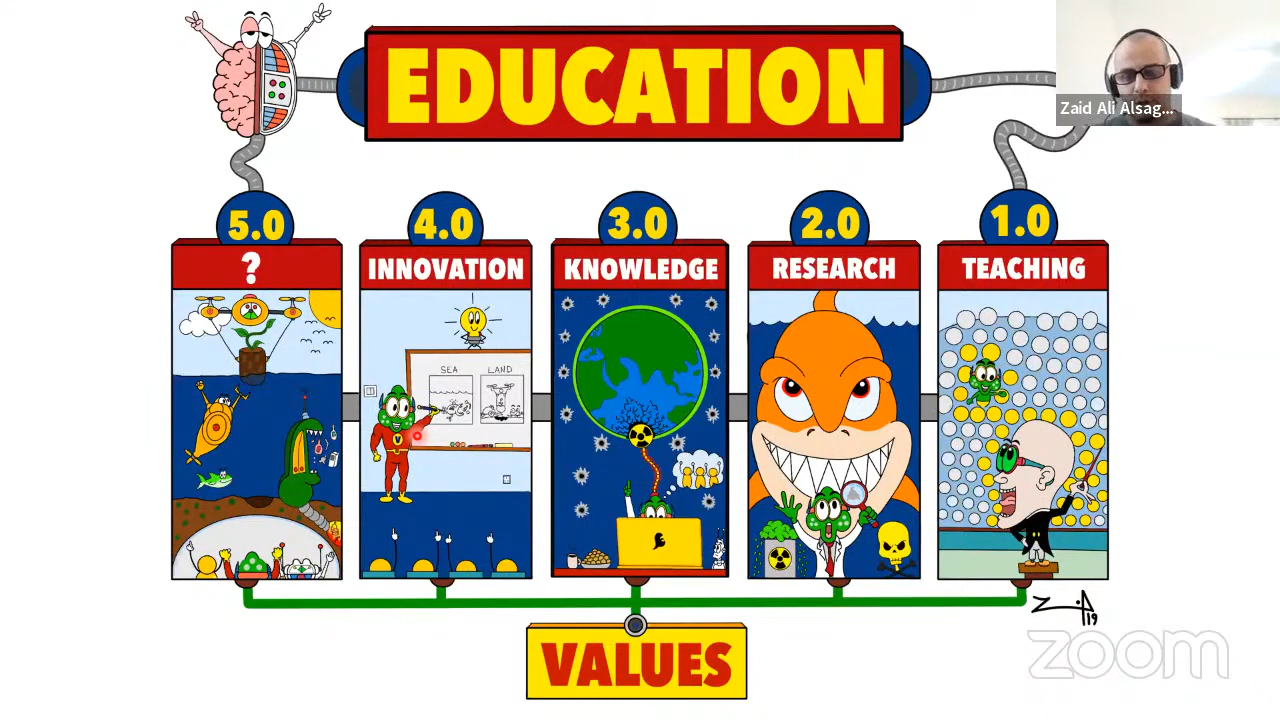 EDUCATION
Zaid Ali Alsag...
5.0
4.0
3.0
2.0
1.0
?
INNOVATION
KNOWLEDGE
RESEARCH
TEACHING
SEA
LAND
V
VALUES
19
zoom